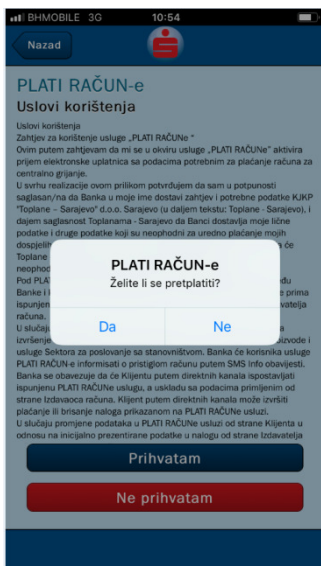 BHMOBILE 3G 10:54
Nazad
PLATI RAČUN-e
Uslovi korištenja
Uslovi korištenja
Zahtjev za korištenje usluge „PLATI RAČUNe “
Ovim putem zahtjevam da mi se u okviru usluge „PLATI RAČUNe” aktivira
prijem elektronske uplatnica sa podacima potrebnim za plaćanje računa za
centralno grijanje.
U svrhu realizacije ovom prilikom potvrđujem da sam u potpunosti
saglasan/na da Banka u moje ime dostavi zahtjev i potrebne podatke KJKP
"Toplane – Sarajevo" d.o.o. Sarajevo (u daljem tekstu: Toplane - Sarajevo), i
dajem saglasnost Toplanama - Sarajevo da Banci dostavlja moje lične
podatke i druge podatke koji su neophodni za uredno plaćanje mojih
dospjelih
će
Toplane
neophod
Pod PLA
Banke i
prima
ispunjen
računa.
U slučaju
izvršenje
usluge Sektora za poslovanje sa stanovništvom. Banka će korisnika usluge
PLATI RAČUN-e informisati o pristiglom računu putem SMS Info obavijesti.
Banka se obavezuje da će Klijentu putem direktnih kanala ispostavljati
ispunjenu PLATI RAČUNe uslugu, a uskladu sa podacima primljenim od
strane Izdavaoca računa. Klijent putem direktnih kanala može izvršiti
plaćanje ili brisanje naloga prikazanom na PLATI RAČUNe usluzi.
U slučaju promjene podataka u PLATI RAČUNe usluzi od strane Klijenta u
odnosu na inicijalno prezentirane podatke u nalogu od strane Izdavatelja
PLATI RAČUN-e
Želite li se pretplatiti?
Da Ne
Prihvatam
Ne prihvatam